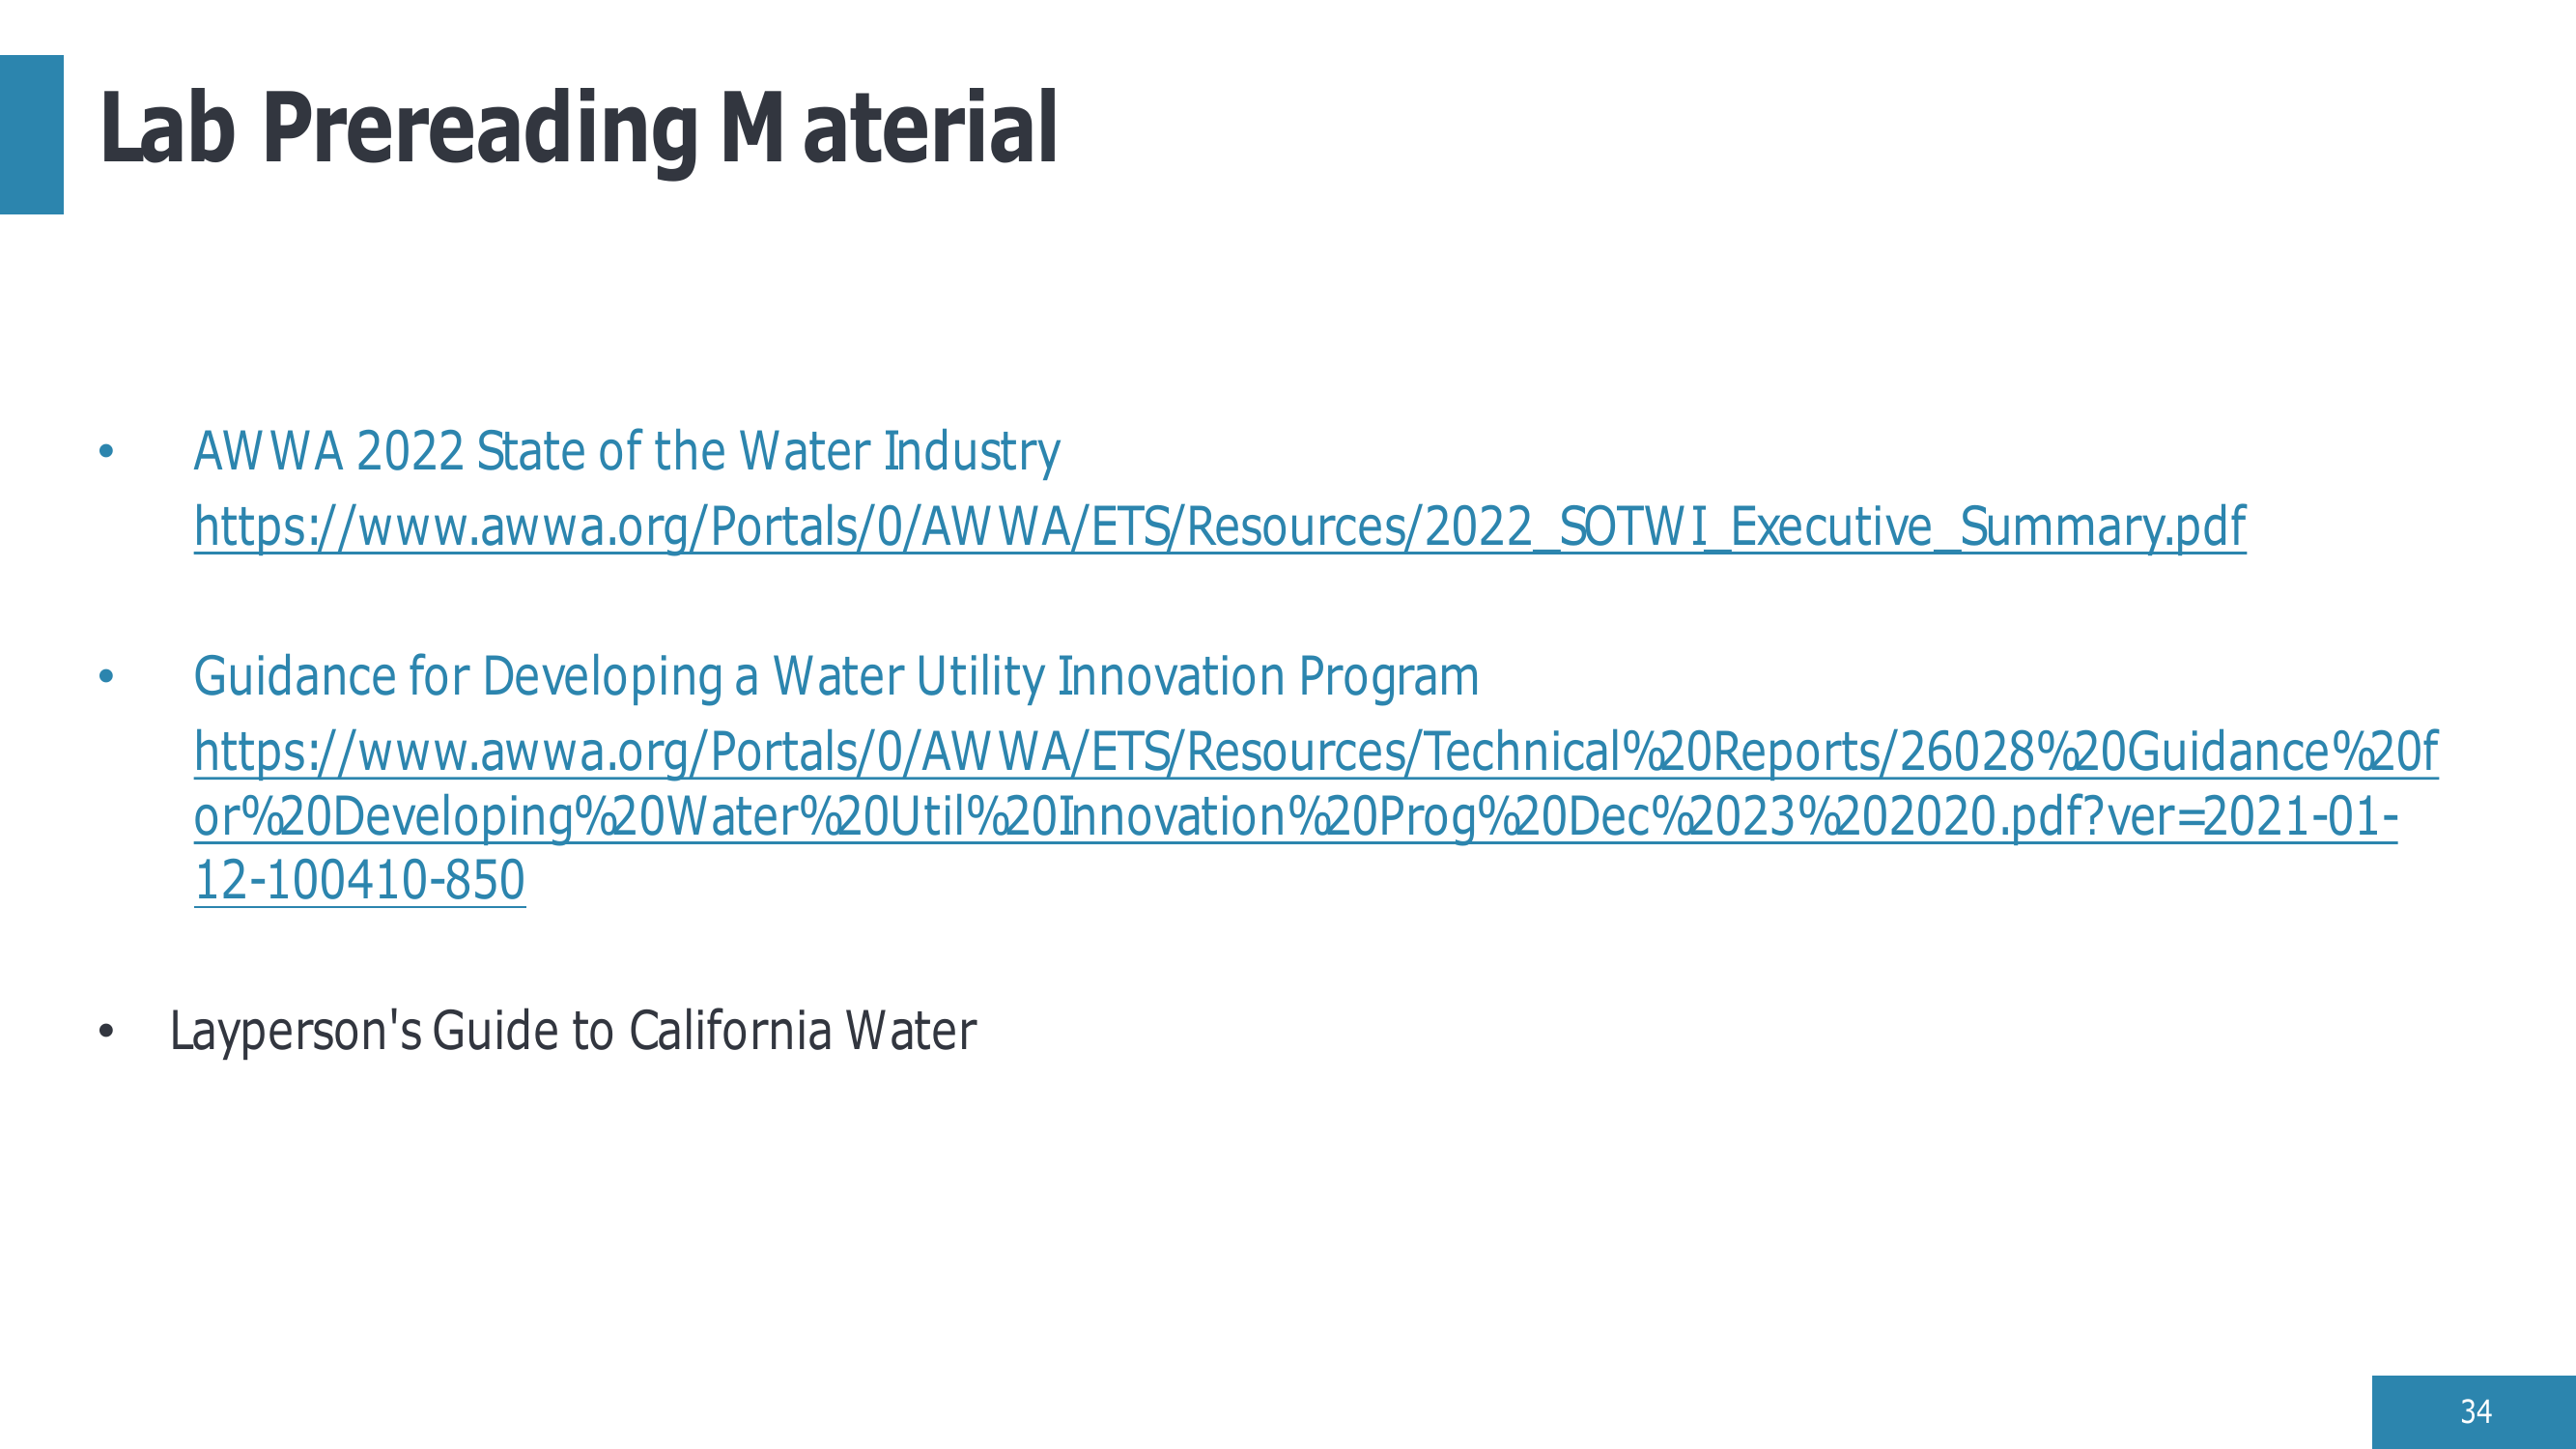 Lab Prereading Material
• AWWA 2022 State of the Water Industry
https://www.awwa.org/Portals/0/AWWA/ETS/Resources/2022_SOTWI_Executive_Summary.pdf
• Guidance for Developing a Water Utility Innovation Program
https://www.awwa.org/Portals/0/AWWA/ETS/Resources/Technical%20Reports/26028%20Guidance%20f
or%20Developing%20Water%20Util%20Innovation%20Prog%20Dec%2023%202020.pdf?ver=2021-01-
12-100410-850
• Layperson's Guide to California Water
34